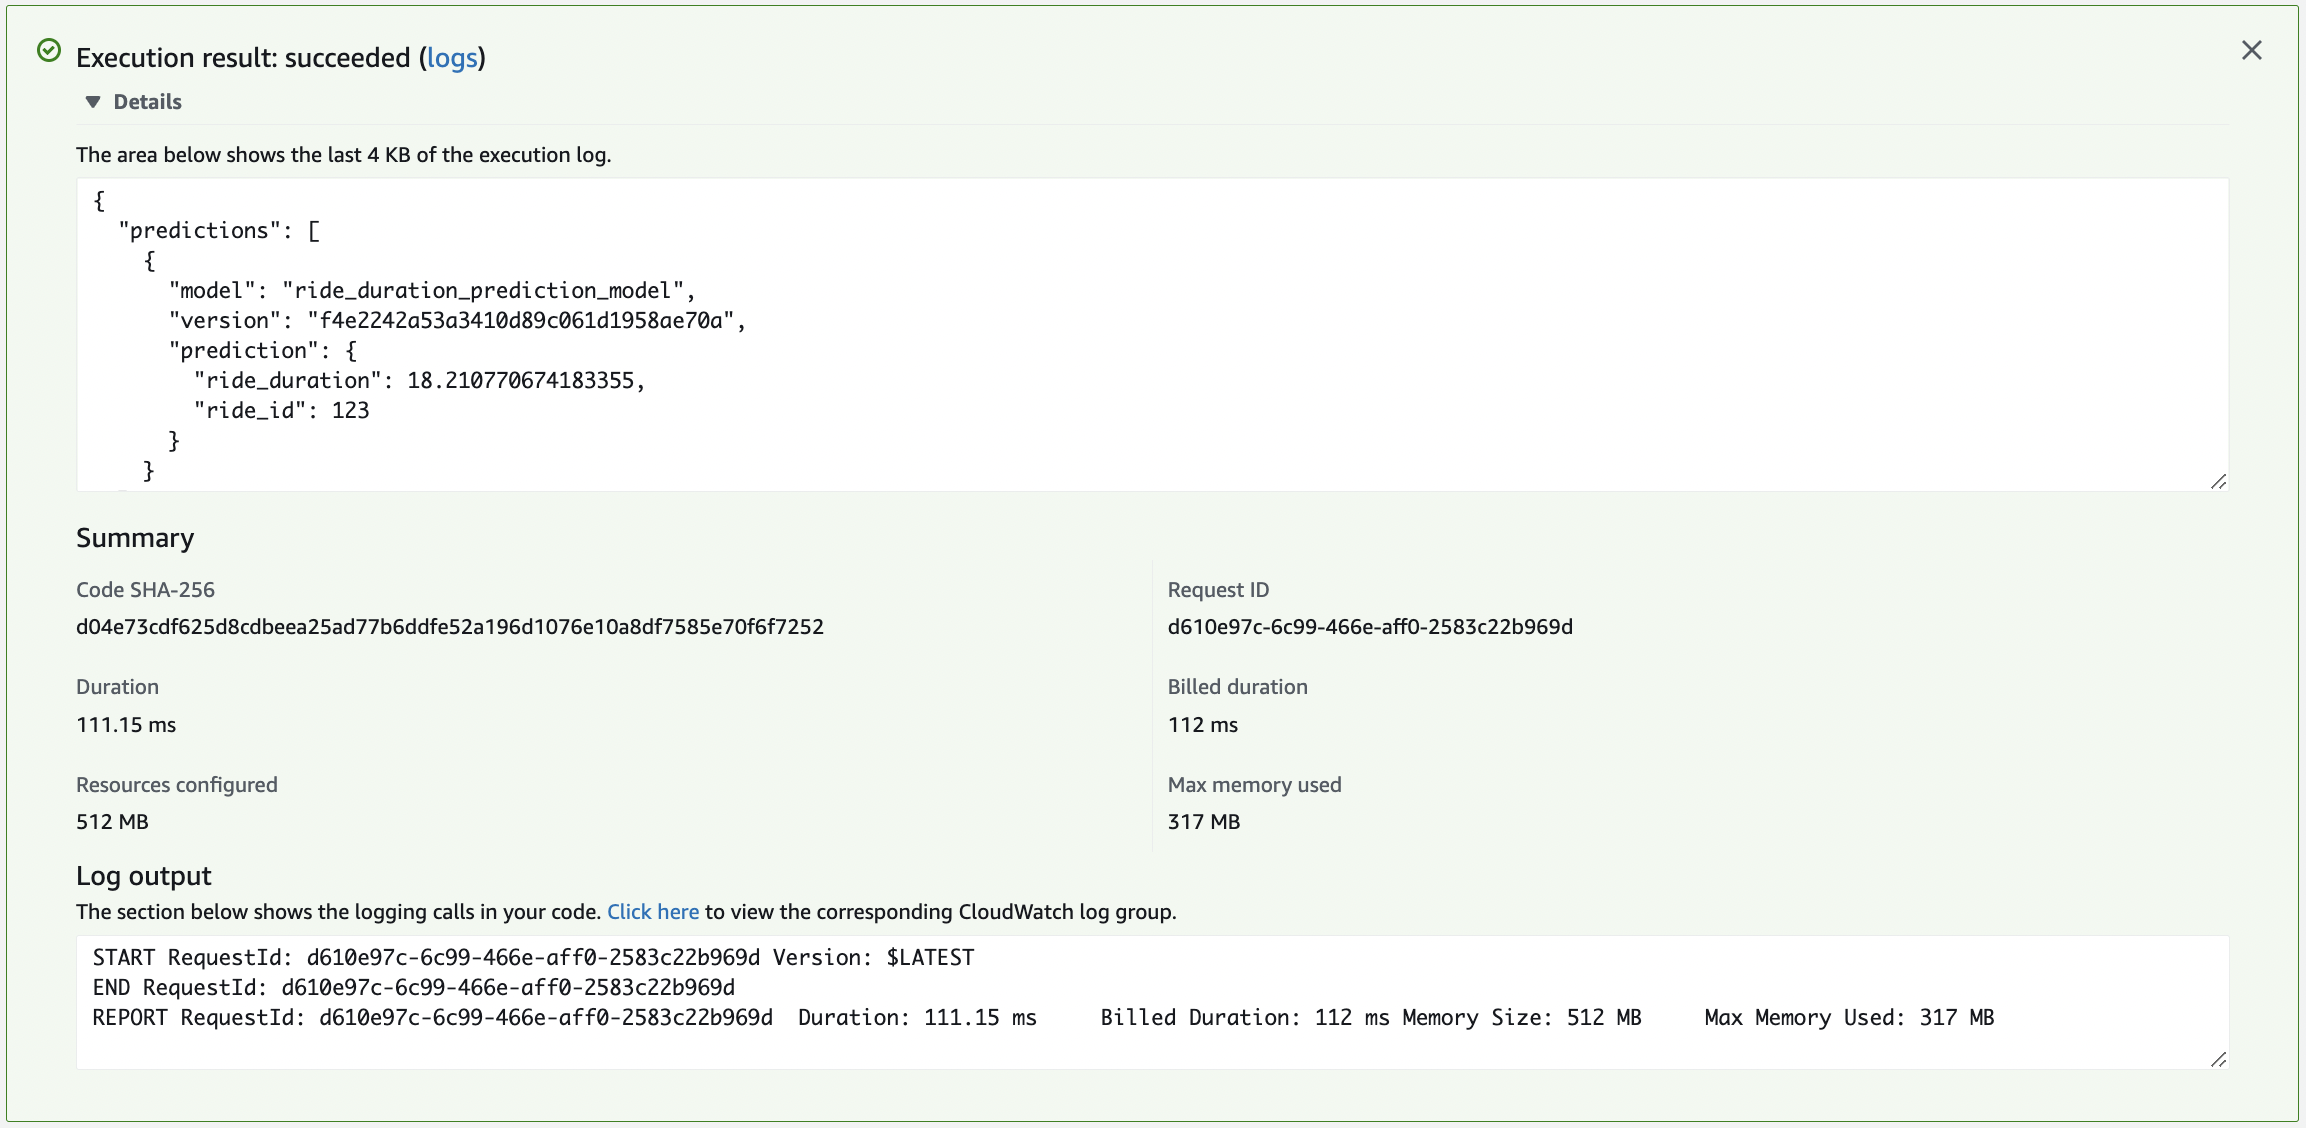 Execution result: succeeded (logs)
Details
The area below shows the last 4 KB of the execution log.
{
  "predictions": [
    {
      "model": "ride_duration_prediction_model",
      "version": "f4e2242a53a3410d89c061d1958ae70a",
      "prediction": {
        "ride_duration": 18.210770674183355,
        "ride_id": 123
      }
    }
Summary
Code SHA-256
d04e73cdf625d8cdbeea25ad77b6ddfe52a196d1076e10a8df7585e70f6f7252
Request ID
d610e97c-6c99-466e-aff0-2583c22b969d
Duration
111.15 ms
Billed duration
112 ms
Resources configured
512 MB
Max memory used
317 MB
Log output
The section below shows the logging calls in your code. Click here to view the corresponding CloudWatch log group.
START RequestId: d610e97c-6c99-466e-aff0-2583c22b969d Version: $LATEST
END RequestId: d610e97c-6c99-466e-aff0-2583c22b969d
REPORT RequestId: d610e97c-6c99-466e-aff0-2583c22b969d  Duration: 111.15 ms     Billed Duration: 112 ms Memory Size: 512 MB     Max Memory Used: 317 MB